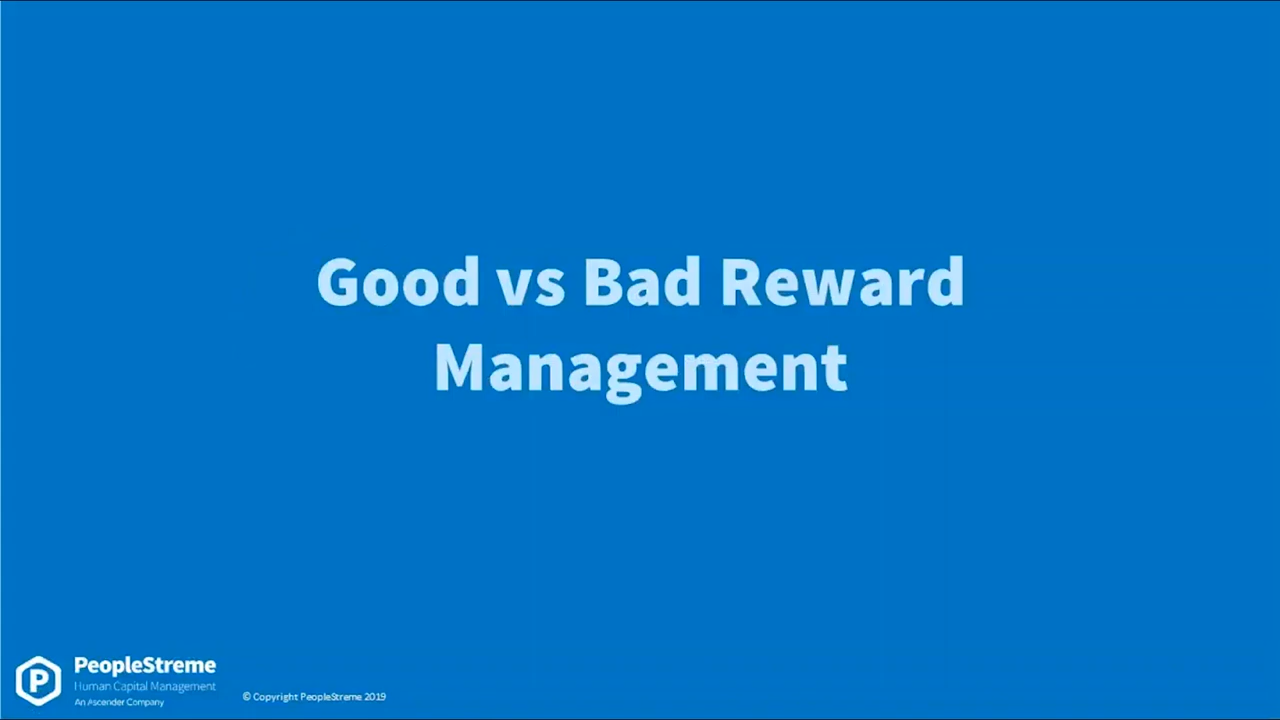 Good vs Bad Reward
Management
PeopleStreme
Human Capital Management
An Ascender Company
© Copyright PeopleStreme 2019